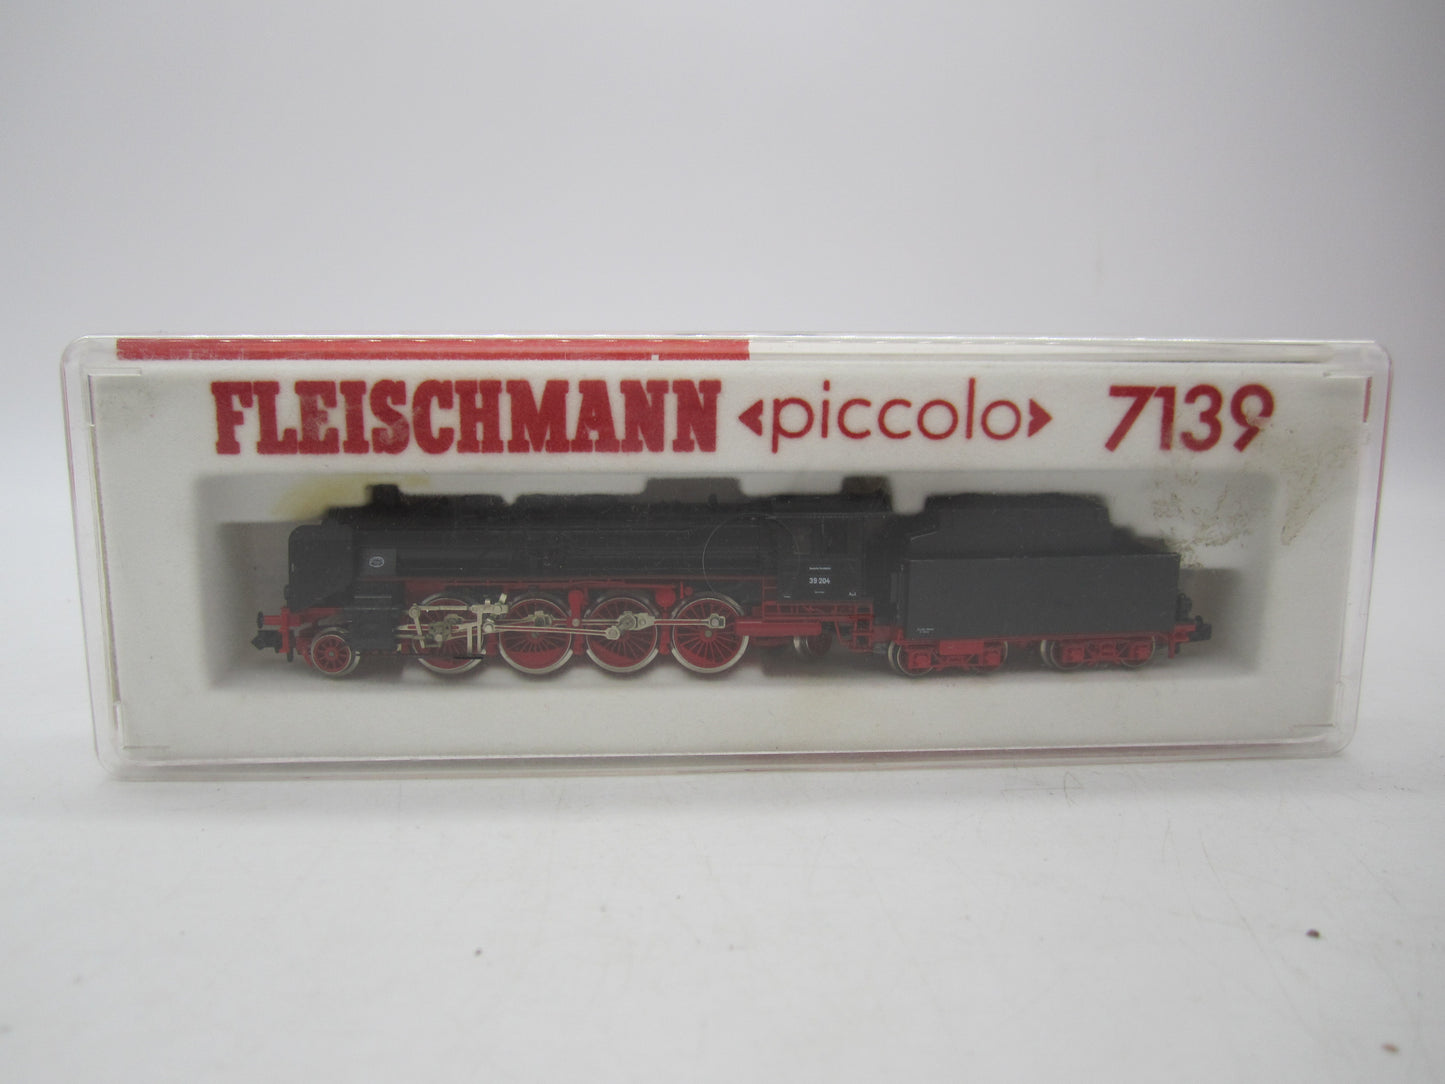 FLEISCHMANN <piccolo> 7139
39 204